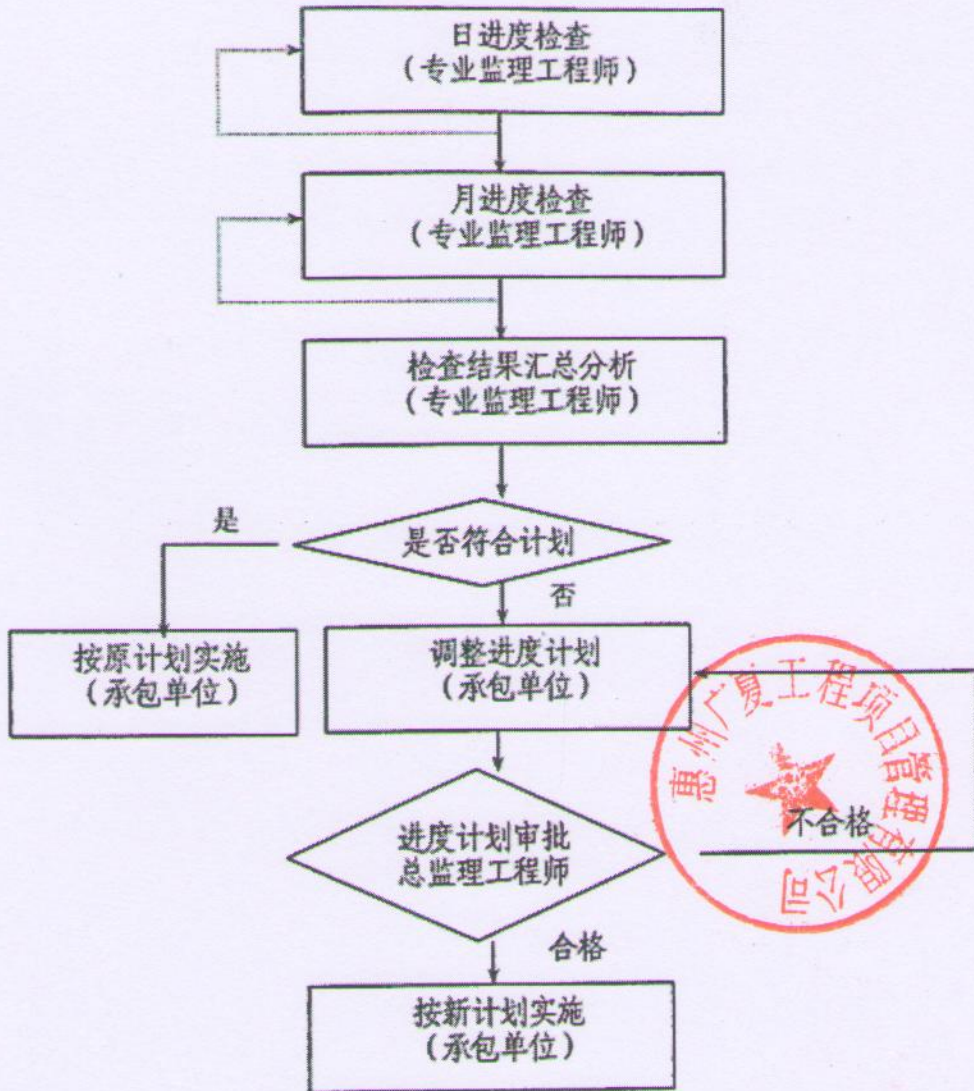 日进度检查
（专业监理工程师）
月进度检查
（专业监理工程师）
检查结果汇总分析
（专业监理工程师）
是
是否符合计划
否
按原计划实施
（承包单位）
调整进度计划
（承包单位）
惠州广夏工程项目管理有限公司
进度计划审批
总监理工程师
不合格
合格
按新计划实施
（承包单位）